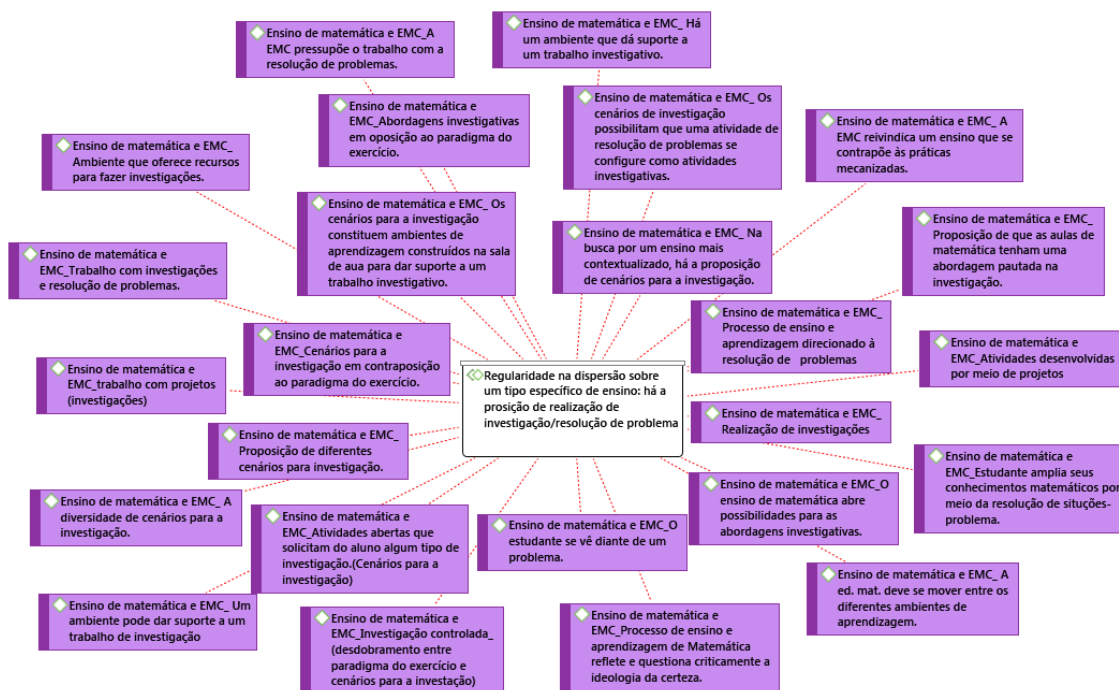 Ensino de matemática e EMC_A
EMC pressupõe o trabalho com a
resolução de problemas.
Ensino de matemática e EMC_ Há
um ambiente que dá suporte a
um trabalho investigativo.
Ensino de matemática e
EMC_Abordagens investigativas
em oposição ao paradigma do
exercício.
Ensino de matemática e EMC_ Os
cenários de investigação
possibilitam que uma atividade de
resolução de problemas se
configure como atividades
investigativas.
Ensino de matemática e EMC_ A
EMC reivindica um ensino que se
contrapõe às práticas
mecanizadas.
Ensino de matemática e EMC_
Ambiente que oferece recursos
para fazer investigações.
Ensino de matemática e EMC_ Os
cenários para a investigação
constituem ambientes de
aprendizagem construídos na sala
de aua para dar suporte a um
trabalho investigativo.
Ensino de matemática e EMC_ Na
busca por um ensino mais
contextualizado, há a proposição
de cenários para a investigação.
Ensino de matemática e EMC_
Proposição de que as aulas de
matemática tenham uma
abordagem pautada na
investigação.
Ensino de matemática e
EMC_Trabalho com investigações
e resolução de problemas.
Ensino de matemática e EMC_
Processo de ensino e
aprendizagem direcionado à
resolução de problemas
Ensino de matemática e
EMC_Cenários para a
investigação em contraposição
ao paradigma do exercício.
Ensino de matemática e
EMC_Atividades desenvolvidas
por meio de projetos
Ensino de matemática e
EMC_trabalho com projetos
(investigações)
Regularidade na dispersão sobre
um tipo específico de ensino: há a
prosição de realização de
investigação/resolução de problema
Ensino de matemática e EMC_
Realização de investigações
Ensino de matemática e EMC_
Proposição de diferentes
cenários para investigação.
Ensino de matemática e
EMC_Estudante amplia seus
conhecimentos matemáticos por
meio da resolução de situções-
problema.
Ensino de matemática e EMC_O
ensino de matemática abre
possibilidades para as
abordagens investigativas.
Ensino de matemática e EMC_ A
diversidade de cenários para a
investigação.
Ensino de matemática e
EMC_Atividades abertas que
solicitam do aluno algum tipo de
investigação.(Cenários para a
investigação)
Ensino de matemática e EMC_O
estudante se vê diante de um
problema.
Ensino de matemática e EMC_ A
ed. mat. deve se mover entre os
diferentes ambientes de
aprendizagem.
Ensino de matemática e EMC_ Um
ambiente pode dar suporte a um
trabalho de investigação
Ensino de matemática e
EMC_Investigação controlada_
(desdobramento entre
paradigma do exercício e
cenários para a investação)
Ensino de matemática e
EMC_Processo de ensino e
aprendizagem de Matemática
reflete e questiona criticamente a
ideologia da certeza.